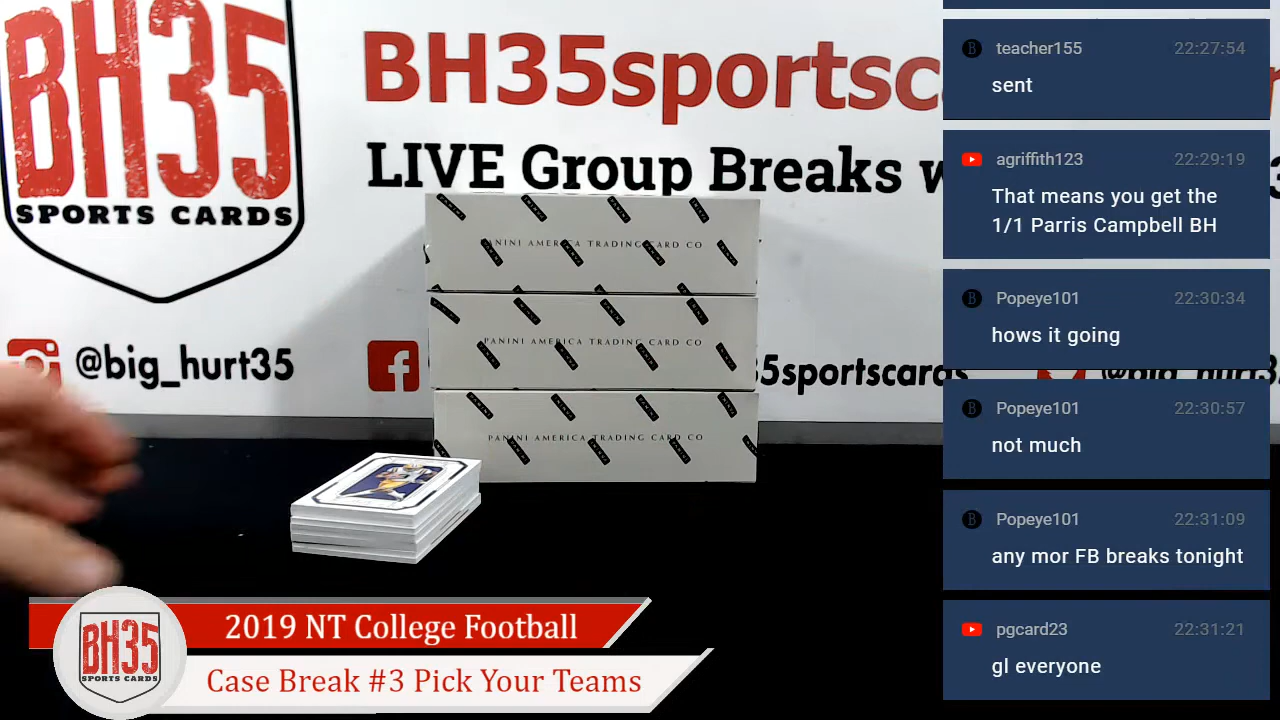 BH35
SPORTS CARDS
BH35sportsc
LIVE Group Breaks w
@big_hurt35
35sportscards
@big_hurt3
PANINI AMERICA TRADING CARD CO
PANINI AMERICA TRADING CARD CO
PANINI AMERICA TRADING CARD CO
BH35
SPORTS CARDS
2019 NT College Football
Case Break #3 Pick Your Teams
teacher155 22:27:54
sent
agriffith123 22:29:19
That means you get the
1/1 Parris Campbell BH
Popeye101 22:30:34
hows it going
Popeye101 22:30:57
not much
Popeye101 22:31:09
any mor FB breaks tonight
pgcard23 22:31:21
gl everyone